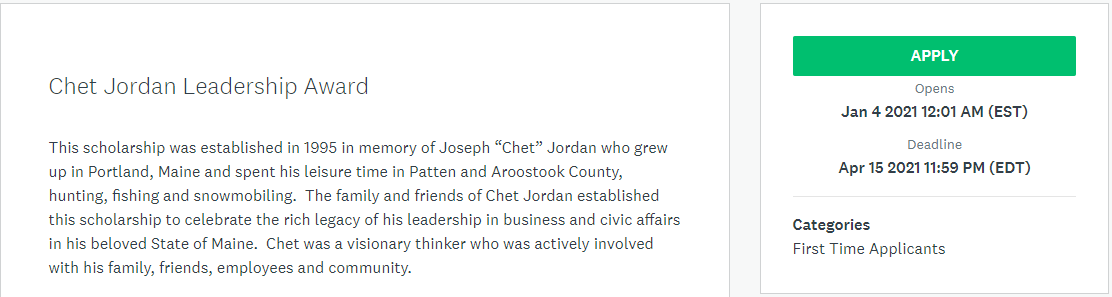 Chet Jordan Leadership Award
This scholarship was established in 1995 in memory of Joseph “Chet” Jordan who grew
up in Portland, Maine and spent his leisure time in Patten and Aroostook County,
hunting, fishing and snowmobiling.  The family and friends of Chet Jordan established
this scholarship to celebrate the rich legacy of his leadership in business and civic affairs
in his beloved State of Maine.  Chet was a visionary thinker who was actively involved
with his family, friends, employees and community.
APPLY
Opens
Jan 4 2021 12:01 AM (EST)
Deadline
Apr 15 2021 11:59 PM (EDT)
Categories
First Time Applicants